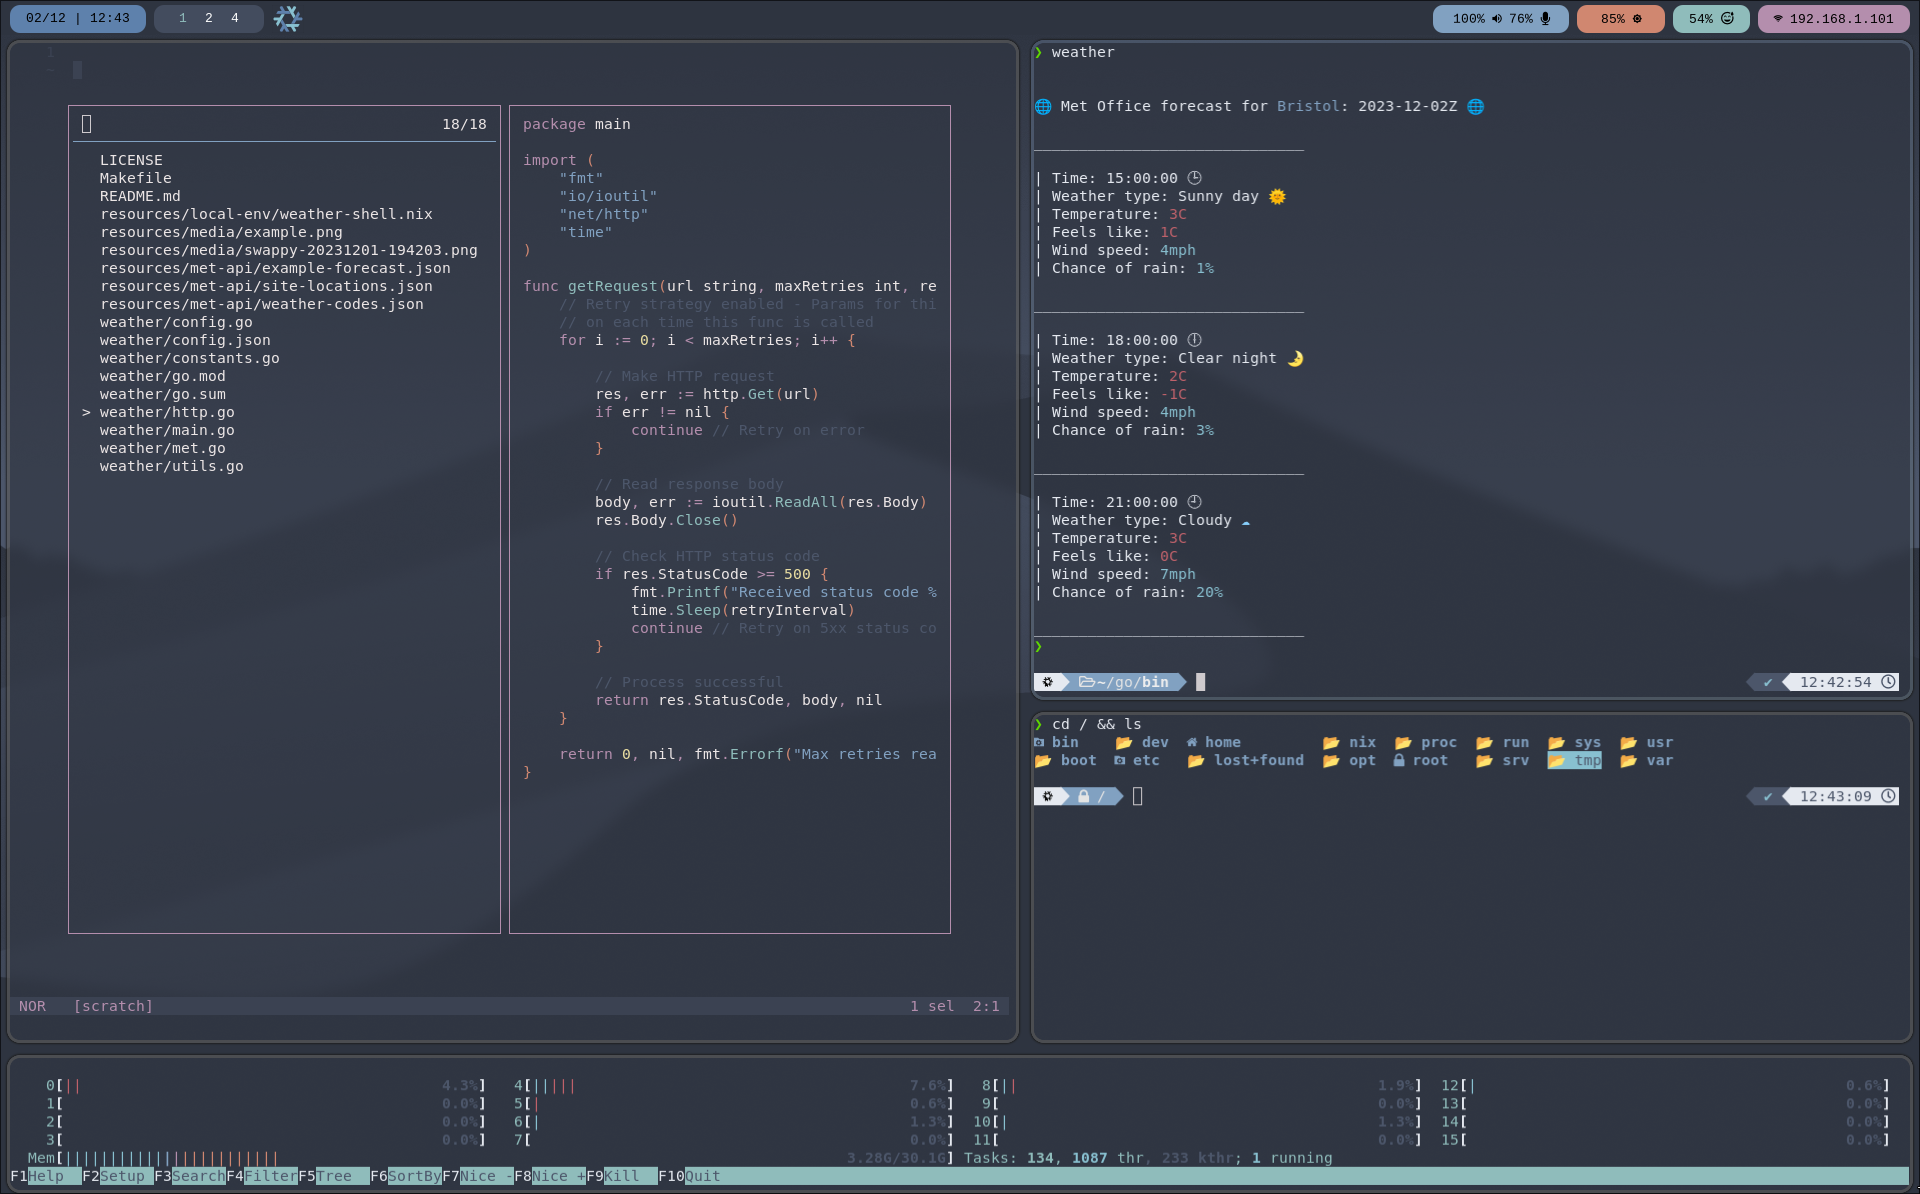 02/12 | 12:43
1 2 4
100% 76%
85%
54%
192.168.1.101
1
~
18/18
LICENSE
Makefile
README.md
resources/local-env/weather-shell.nix
resources/media/example.png
resources/media/swappy-20231201-194203.png
resources/met-api/example-forecast.json
resources/met-api/site-locations.json
resources/met-api/weather-codes.json
weather/config.go
weather/config.json
weather/constants.go
weather/go.mod
weather/go.sum
> weather/http.go
weather/main.go
weather/met.go
weather/utils.go
package main
import (
"fmt"
"io/ioutil"
"net/http"
"time"
)
func getRequest(url string, maxRetries int, re
// Retry strategy enabled - Params for thi
// on each time this func is called
for i := 0; i < maxRetries; i++ {
// Make HTTP request
res, err := http.Get(url)
if err != nil {
continue // Retry on error
}
// Read response body
body, err := ioutil.ReadAll(res.Body)
res.Body.Close()
// Check HTTP status code
if res.StatusCode >= 500 {
fmt.Printf("Received status code %
time.Sleep(retryInterval)
continue // Retry on 5xx status co
}
// Process successful
return res.StatusCode, body, nil
}
return 0, nil, fmt.Errorf("Max retries rea
}
NOR [scratch] 1 sel 2:1
❯ weather
🌐 Met Office forecast for Bristol: 2023-12-02Z 🌐
______________________________
| Time: 15:00:00 🕒
| Weather type: Sunny day 🌞
| Temperature: 3C
| Feels like: 1C
| Wind speed: 4mph
| Chance of rain: 1%
______________________________
| Time: 18:00:00 🕕
| Weather type: Clear night 🌛
| Temperature: 2C
| Feels like: -1C
| Wind speed: 4mph
| Chance of rain: 3%
______________________________
| Time: 21:00:00 🕘
| Weather type: Cloudy ☁
| Temperature: 3C
| Feels like: 0C
| Wind speed: 7mph
| Chance of rain: 20%
______________________________
❯
~/go/bin ✔ 12:42:54
❯ cd / && ls
bin dev home nix proc run sys usr
boot etc lost+found opt root srv tmp var
/ ✔ 12:43:09
0[|| 4.3%] 4[||||| 7.6%] 8[|| 1.9%] 12[| 0.6%]
1[ 0.0%] 5[| 0.6%] 9[ 0.0%] 13[ 0.0%]
2[ 0.0%] 6[| 1.3%] 10[| 1.3%] 14[ 0.0%]
3[ 0.0%] 7[ 0.0%] 11[ 0.0%] 15[ 0.0%]
Mem[|||||||||||||||||||||||| 3.28G/30.1G] Tasks: 134, 1087 thr, 233 kthr; 1 running
F1Help F2Setup F3SearchF4FilterF5Tree F6SortByF7Nice -F8Nice +F9Kill F10Quit